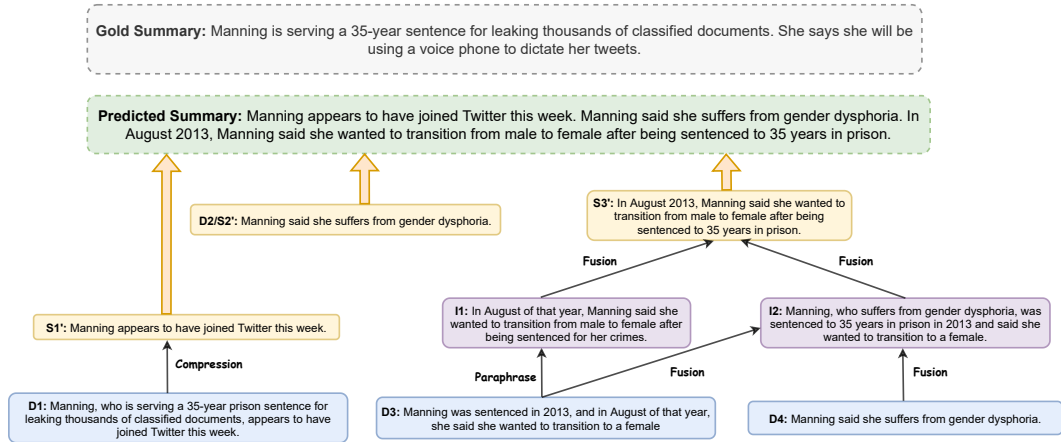 Gold Summary: Manning is serving a 35-year sentence for leaking thousands of classified documents. She says she will be
using a voice phone to dictate her tweets.
Predicted Summary: Manning appears to have joined Twitter this week. Manning said she suffers from gender dysphoria. In
August 2013, Manning said she wanted to transition from male to female after being sentenced to 35 years in prison.
D2/S2': Manning said she suffers from gender dysphoria.
S3': In August 2013, Manning said she wanted to
transition from male to female after being
sentenced to 35 years in prison.
Fusion
Fusion
S1': Manning appears to have joined Twitter this week.
I1: In August of that year, Manning said she
wanted to transition from male to female after
being sentenced for her crimes.
I2: Manning, who suffers from gender dysphoria, was
sentenced to 35 years in prison in 2013 and said she
wanted to transition to a female.
Compression
Paraphrase
Fusion
Fusion
D1: Manning, who is serving a 35-year prison sentence for
leaking thousands of classified documents, appears to have
joined Twitter this week.
D3: Manning was sentenced in 2013, and in August of that year,
she said she wanted to transition to a female
D4: Manning said she suffers from gender dysphoria.